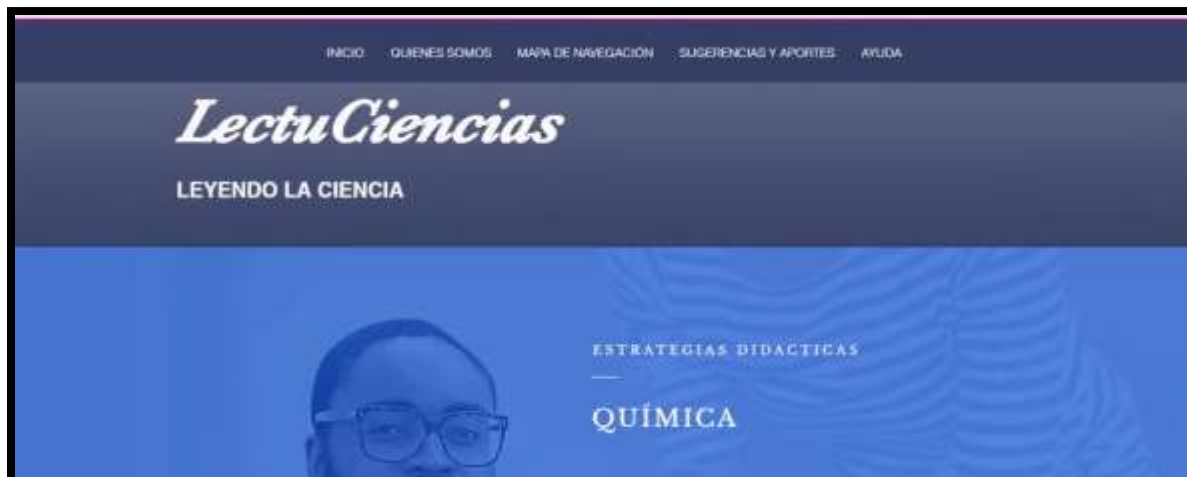 INICIO QUIENES SOMOS MAPA DE NAVEGACIÓN SUGERENCIAS Y APORTES AYUDA
LectuCiencias
LEYENDO LA CIENCIA
ESTRATEGIAS DIDACTICAS
QUÍMICA